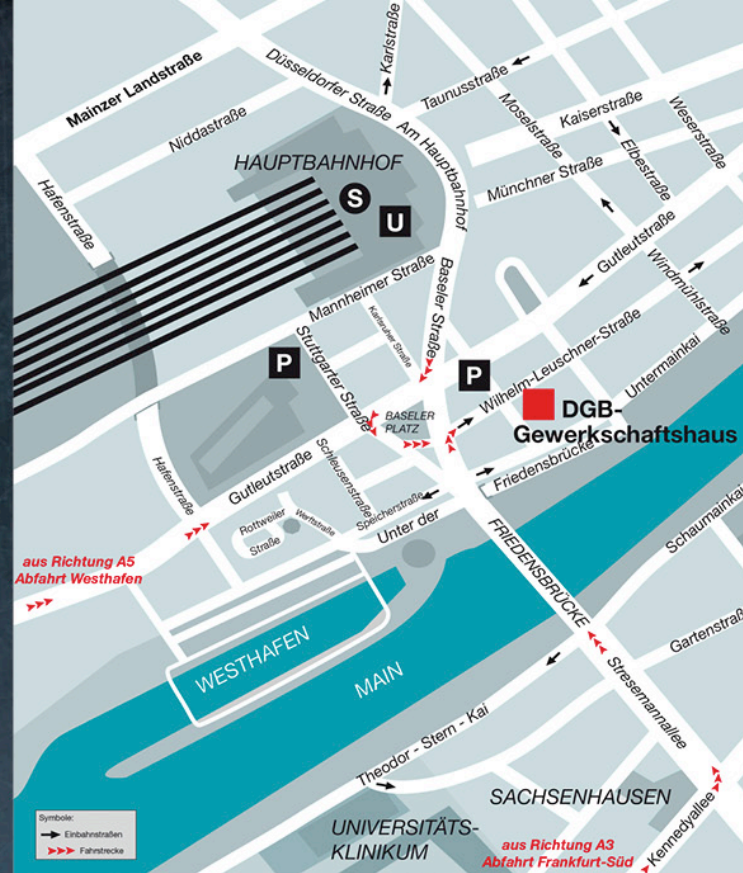 Karlstraße
Mainzer Landstraße
Düsseldorfer Straße
Taunusstraße
Niddastraße
Am Hauptbahnhof
Moselstraße
Kaiserstraße
Weserstraße
Elbestraße
HAUPTBAHNHOF
S
U
Münchner Straße
Hafenstraße
Gutleutstraße
Windmühlstraße
Mannheimer Straße
Baseler Straße
Karlsruher Straße
Stuttgarter Straße
P
P
Wilhelm-Leuschner-Straße
Untermainkai
BASELER
PLATZ
DGB-
Gewerkschaftshaus
Hafenstraße
Gutleutstraße
Schleusenstraße
Friedensbrücke
Speicherstraße
Rottweiler
Straße
Werftstraße
Unter der
FRIEDENSBRÜCKE
Schaumainkai
aus Richtung A5
Abfahrt Westhafen
WESTHAFEN
MAIN
Gartenstraß
Stresemannallee
Theodor - Stern - Kai
SACHSENHAUSEN
UNIVERSITÄTS-
KLINIKUM
aus Richtung A3
Abfahrt Frankfurt-Süd
Kennedyallee
Symbole:
Einbahnstraßen
Fahrstrecke